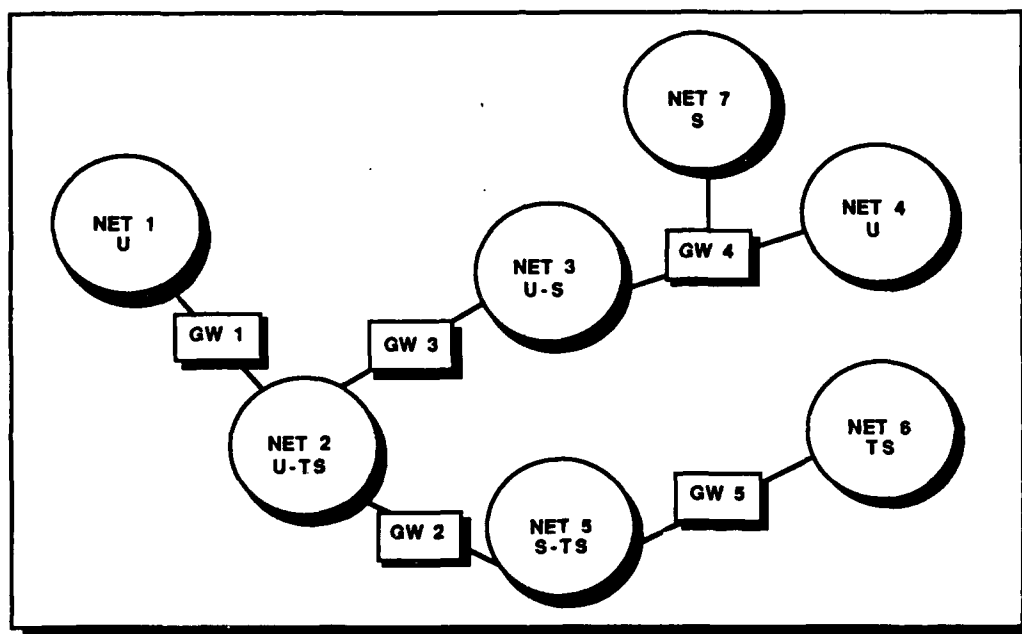 NET 7
S
NET 1
U
NET 4
U
GW 4
NET 3
U-S
GW 1
GW 3
NET 2
U-TS
NET 6
TS
GW 5
GW 2
NET 5
S-TS